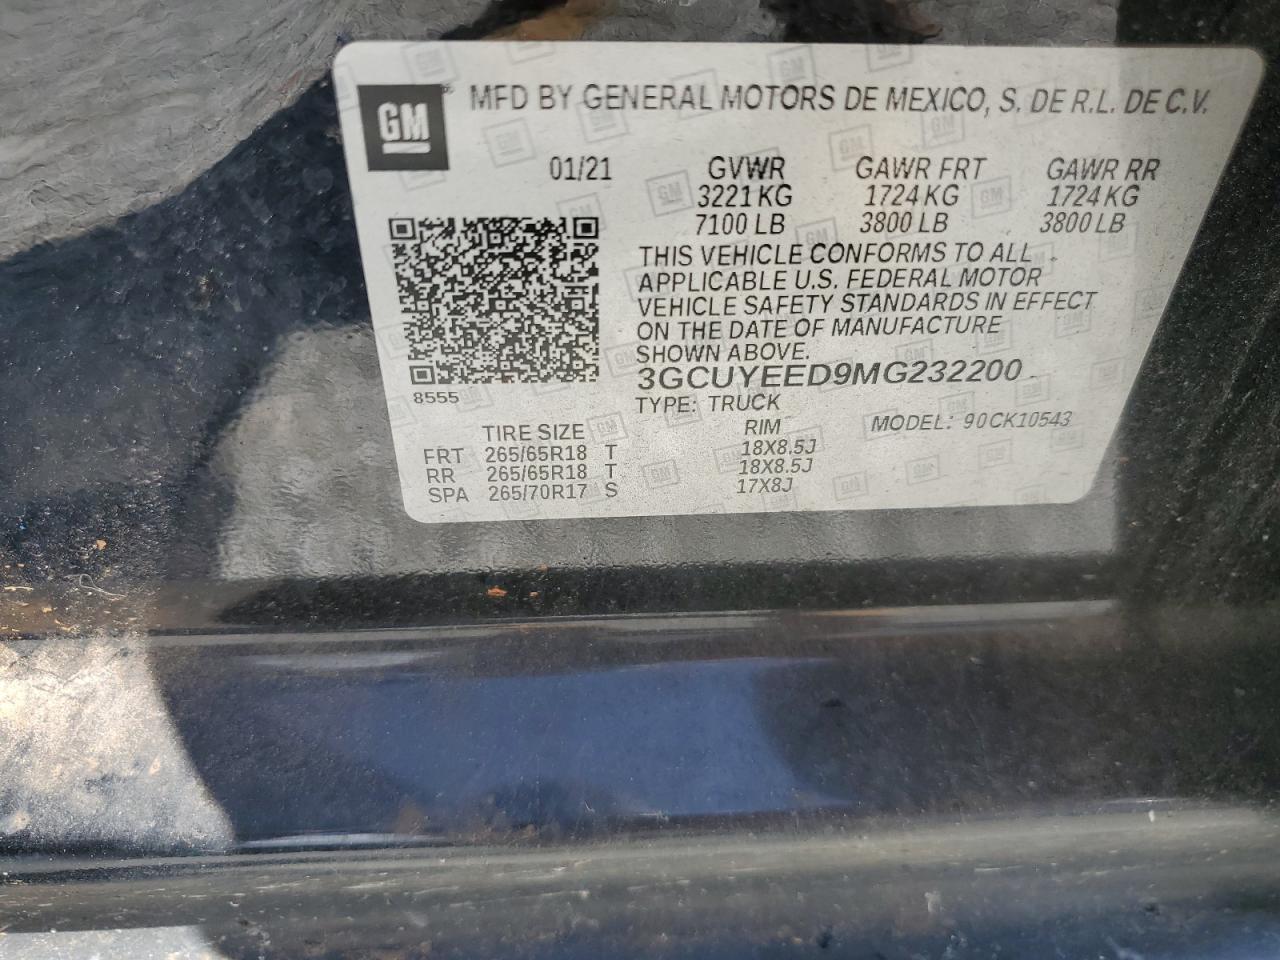 GM
MFD BY GENERAL MOTORS DE MEXICO, S. DE R.L. DE C.V.
01/21 GVWR GAWR FRT GAWR RR
3221 KG 1724 KG 1724 KG
7100 LB 3800 LB 3800 LB
THIS VEHICLE CONFORMS TO ALL
APPLICABLE U.S. FEDERAL MOTOR
VEHICLE SAFETY STANDARDS IN EFFECT
ON THE DATE OF MANUFACTURE
SHOWN ABOVE.
3GCUYEED9MG232200
8555
TYPE: TRUCK MODEL: 90CK10543
TIRE SIZE RIM
FRT 265/65R18 T 18X8.5J
RR 265/65R18 T 18X8.5J
SPA 265/70R17 S 17X8J